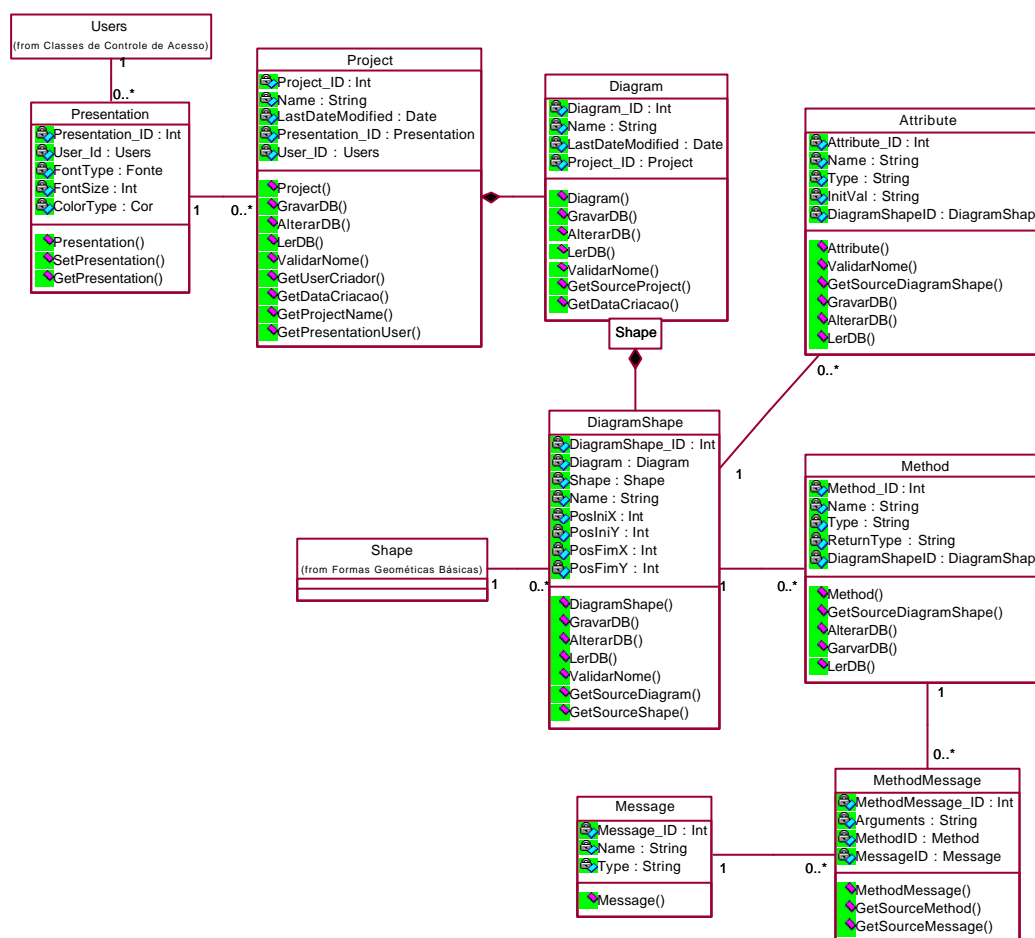 Users
(from Classes de Controle de Acesso)
1
0..*
Presentation
Presentation_ID : Int
User_Id : Users
FontType : Fonte
FontSize : Int
ColorType : Cor
Presentation()
SetPresentation()
GetPresentation()
1
0..*
Project
Project_ID : Int
Name : String
LastDateModified : Date
Presentation_ID : Presentation
User_ID : Users
Project()
GravarDB()
AlterarDB()
LerDB()
ValidarNome()
GetUserCriador()
GetDataCriacao()
GetProjectName()
GetPresentationUser()
Diagram
Diagram_ID : Int
Name : String
LastDateModified : Date
Project_ID : Project
Diagram()
GravarDB()
AlterarDB()
LerDB()
ValidarNome()
GetSourceProject()
GetDataCriacao()
Shape
Attribute
Attribute_ID : Int
Name : String
Type : String
InitVal : String
DiagramShapeID : DiagramShap
Attribute()
ValidarNome()
GetSourceDiagramShape()
GravarDB()
AlterarDB()
LerDB()
0..*
1
DiagramShape
DiagramShape_ID : Int
Diagram : Diagram
Shape : Shape
Name : String
PosIniX : Int
PosIniY : Int
PosFimX : Int
PosFimY : Int
DiagramShape()
GravarDB()
AlterarDB()
LerDB()
ValidarNome()
GetSourceDiagram()
GetSourceShape()
Shape
(from Formas Geométicas Básicas)
1
0..*
1
0..*
Method
Method_ID : Int
Name : String
Type : String
ReturnType : String
DiagramShapeID : DiagramShap
Method()
GetSourceDiagramShape()
AlterarDB()
GarvarDB()
LerDB()
1
0..*
MethodMessage
MethodMessage_ID : Int
Arguments : String
MethodID : Method
MessageID : Message
MethodMessage()
GetSourceMethod()
GetSourceMessage()
Message
Message_ID : Int
Name : String
Type : String
Message()
1
0..*